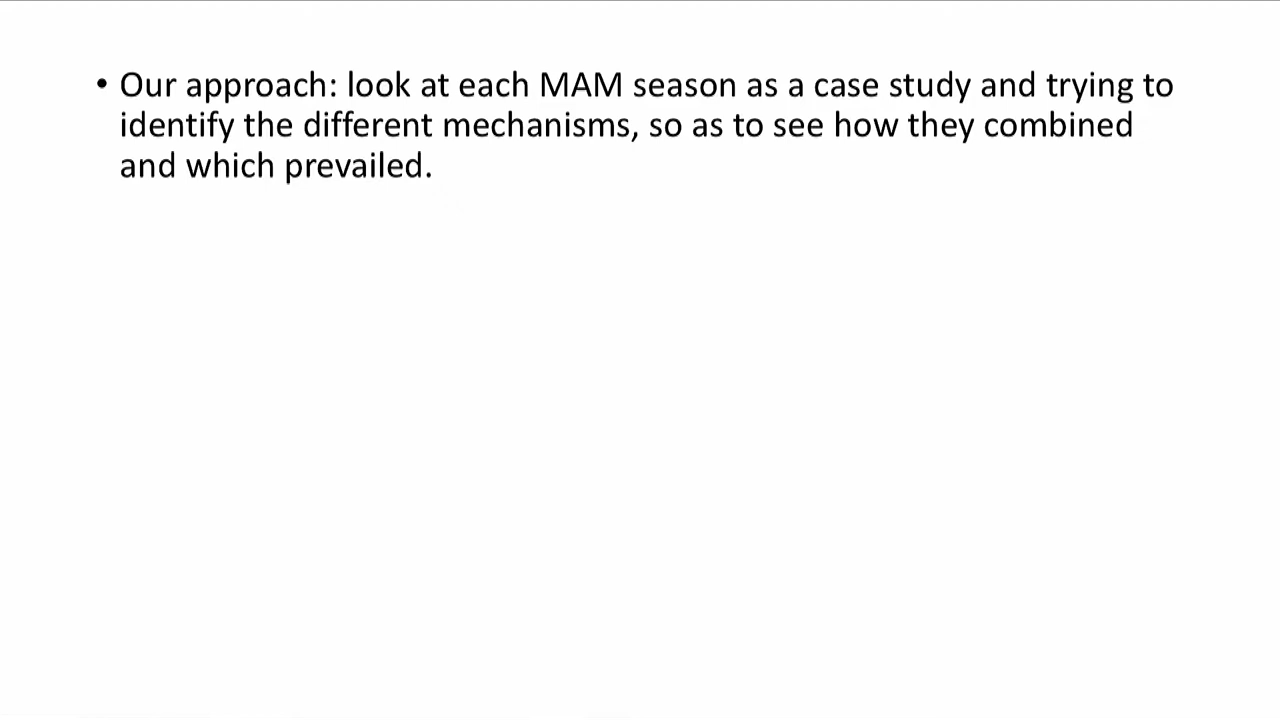 • Our approach: look at each MAM season as a case study and trying to
identify the different mechanisms, so as to see how they combined
and which prevailed.